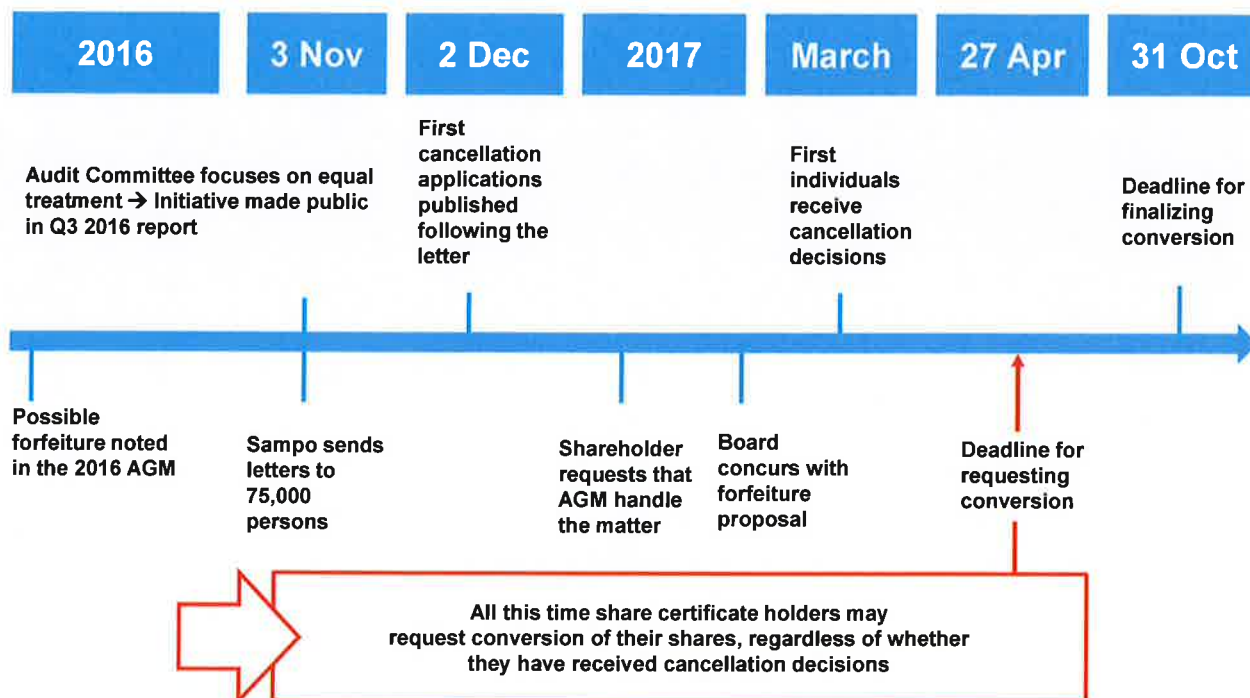 2016
3 Nov
2 Dec
2017
March
27 Apr
31 Oct
Audit Committee focuses on equal
treatment → Initiative made public
in Q3 2016 report
First
cancellation
applications
published
following the
letter
First
individuals
receive
cancellation
decisions
Deadline for
finalizing
conversion
Possible
forfeiture noted
in the 2016 AGM
Sampo sends
letters to
75,000
persons
Shareholder
requests that
AGM handle
the matter
Board
concurs with
forfeiture
proposal
Deadline for
requesting
conversion
All this time share certificate holders may
request conversion of their shares, regardless of whether
they have received cancellation decisions